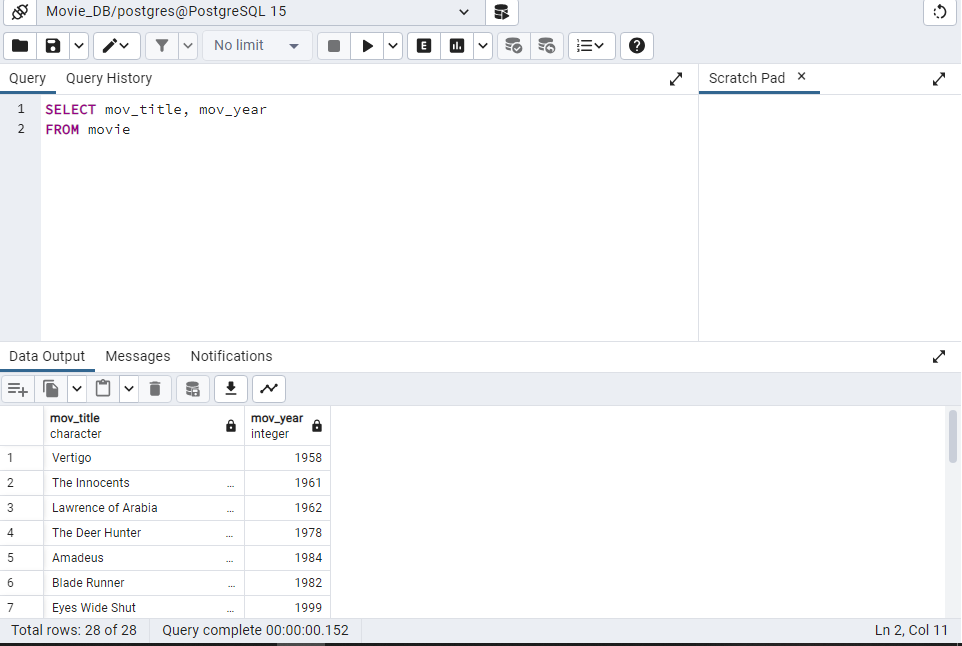 Movie_DB/postgres@PostgreSQL 15
No limit
E
?
Query Query History
Scratch Pad ×
1 SELECT mov_title, mov_year
2 FROM movie
Data Output Messages Notifications
mov_title mov_year
character integer
1 Vertigo 1958
2 The Innocents ... 1961
3 Lawrence of Arabia ... 1962
4 The Deer Hunter ... 1978
5 Amadeus ... 1984
6 Blade Runner ... 1982
7 Eyes Wide Shut ... 1999
Total rows: 28 of 28 Query complete 00:00:00.152 Ln 2, Col 11